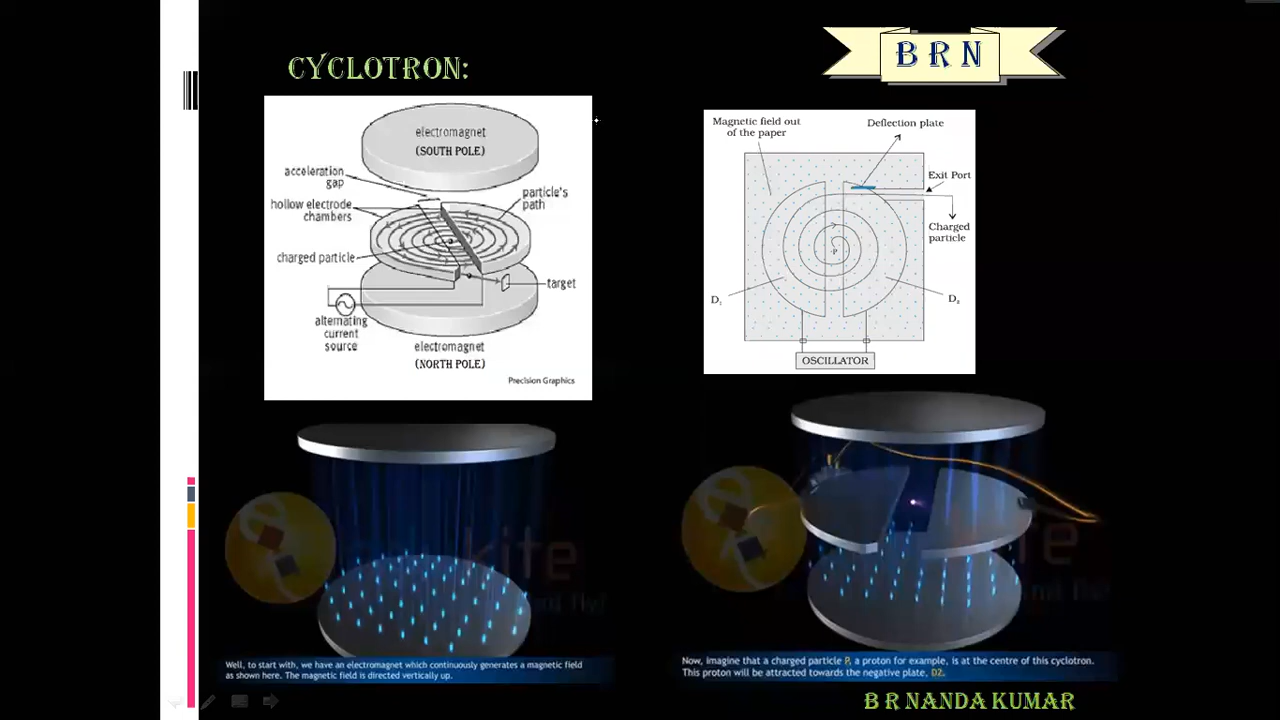 CYCLOTRON:
B R N
electromagnet
(SOUTH POLE)
acceleration
gap
hollow electrode
chambers
particle's
path
charged particle
target
alternating
current
source
electromagnet
(NORTH POLE)
Precision Graphics
Magnetic field out
of the paper
Deflection plate
Exit Port
Charged
particle
P
D₁
D₂
OSCILLATOR
kite
Well, to start with, we have an electromagnet which continuously generates a magnetic field
as shown here. The magnetic field is directed vertically up.
Now, imagine that a charged particle P, a proton for example, is at the centre of this cyclotron.
This proton will be attracted towards the negative plate, D2.
B R NANDA KUMAR